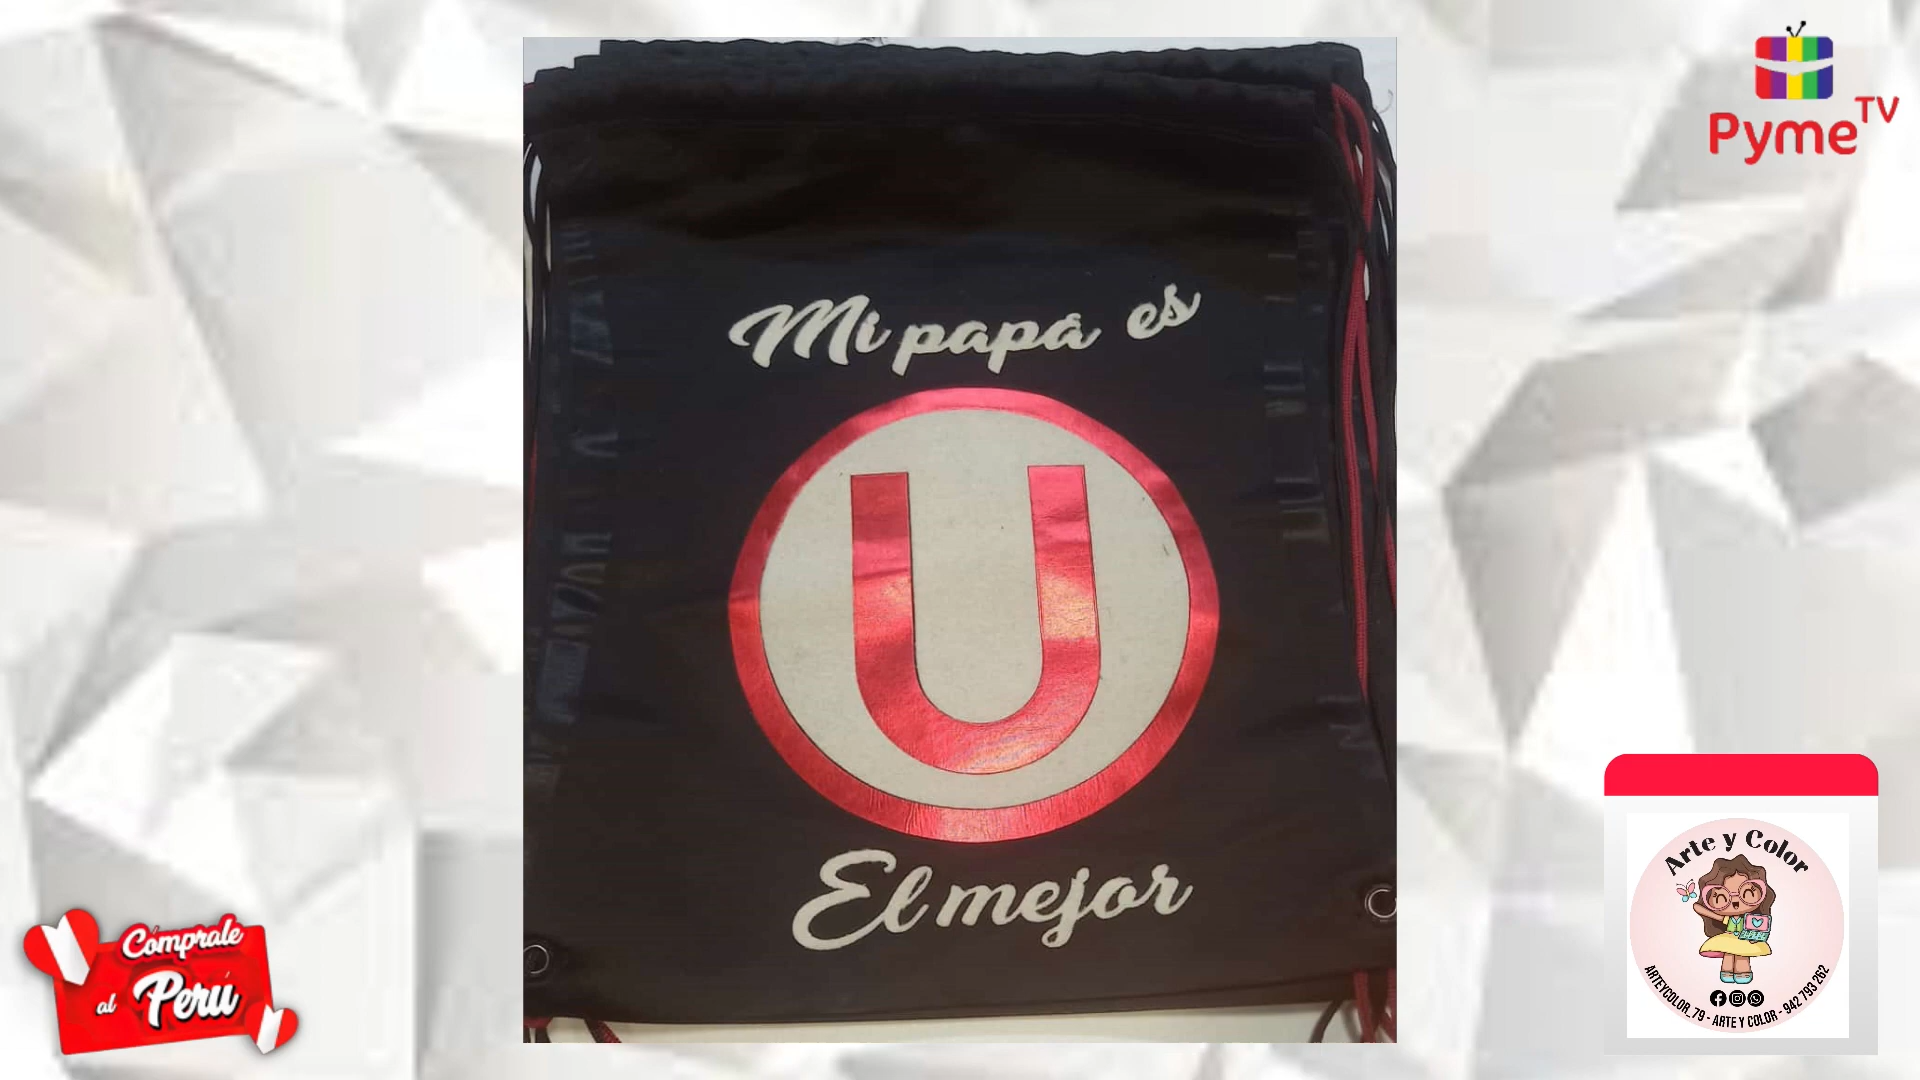 Pyme TV
Mi papá es
U
El mejor
Cómprale
al Perú
Arte y Color
ARTEYCOLOR_79 - ARTE Y COLOR - 942 793 262